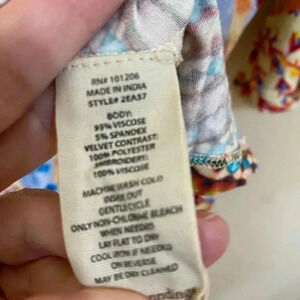 RN# 101206
MADE IN INDIA
STYLE# 2EA57
BODY:
95% VISCOSE
5% SPANDEX
VELVET CONTRAST:
100% POLYESTER
EMBROIDERY:
100% VISCOSE
MACHINE WASH COLD
INSIDE OUT
GENTLE CYCLE
ONLY NON-CHLORINE BLEACH
WHEN NEEDED
LAY FLAT TO DRY
COOL IRON IF NEEDED
ON REVERSE
MAY BE DRY CLEANED